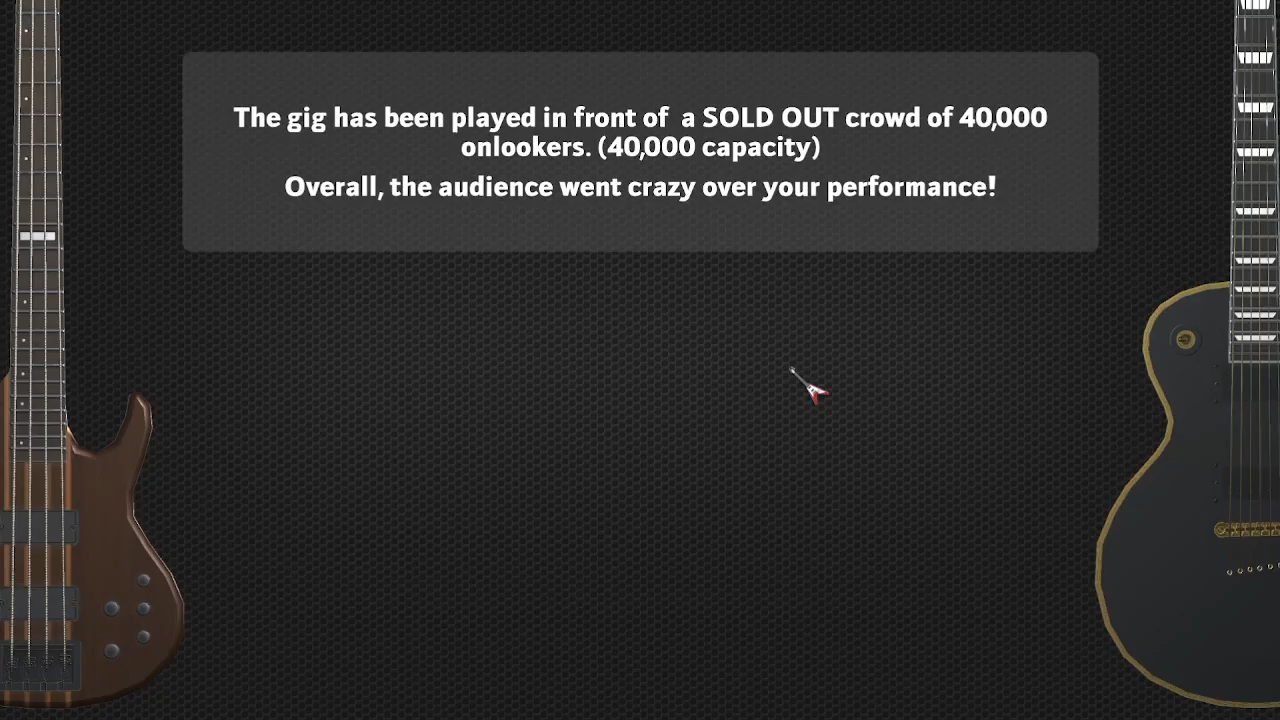 The gig has been played in front of  a SOLD OUT crowd of 40,000
onlookers. (40,000 capacity)
Overall, the audience went crazy over your performance!